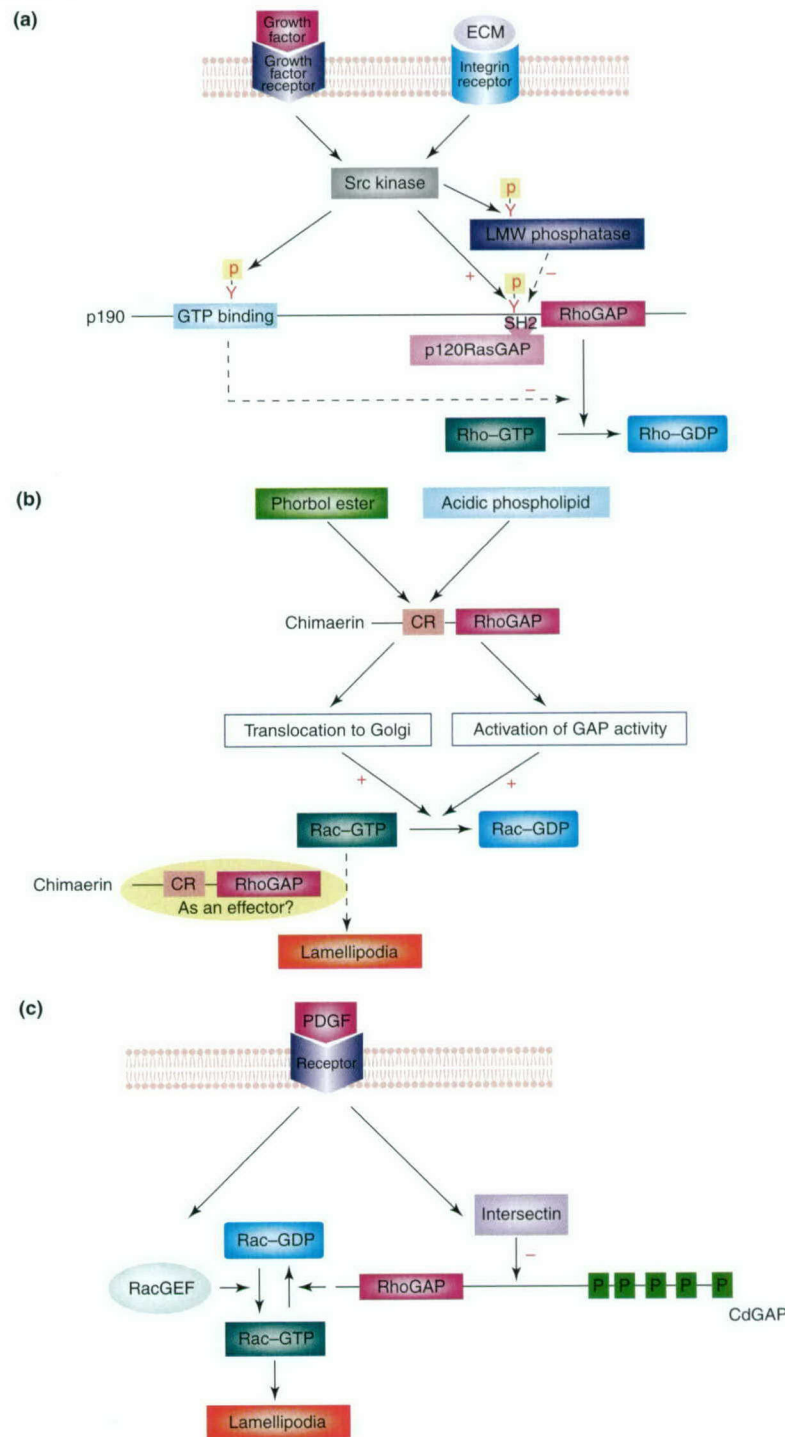 (a)
Growth
factor
Growth
factor
receptor
ECM
Integrin
receptor
Src kinase
p
Y
LMW phosphatase
p
Y
+
p
Y
−
p190
GTP binding
SH2
RhoGAP
p120RasGAP
−
Rho–GTP
Rho–GDP
(b)
Phorbol ester
Acidic phospholipid
Chimaerin
CR
RhoGAP
Translocation to Golgi
Activation of GAP activity
+
+
Rac–GTP
Rac–GDP
Chimaerin
CR
RhoGAP
As an effector?
Lamellipodia
(c)
PDGF
Receptor
Intersectin
Rac–GDP
−
RacGEF
RhoGAP
P P P P P
CdGAP
Rac–GTP
Lamellipodia